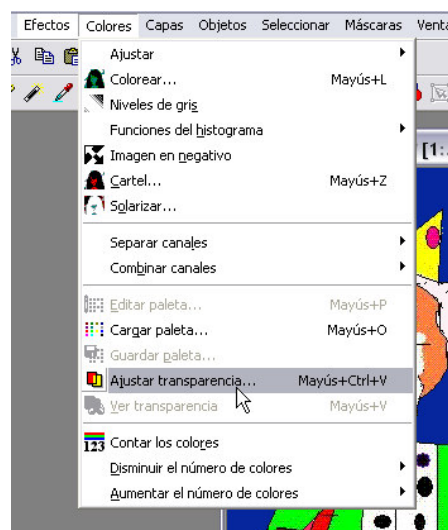 Efectos Colores Capas Objetos Seleccionar Máscaras
Ajustar
Colorear... Mayús+L
Niveles de gris
Funciones del histograma
[1:
Imagen en negativo
Cartel... Mayús+Z
Solarizar...
Separar canales
Combinar canales
Editar paleta... Mayús+P
Cargar paleta... Mayús+O
Guardar paleta...
Ajustar transparencia... Mayús+Ctrl+V
Ver transparencia Mayús+V
123 Contar los colores
Disminuir el número de colores
Aumentar el número de colores